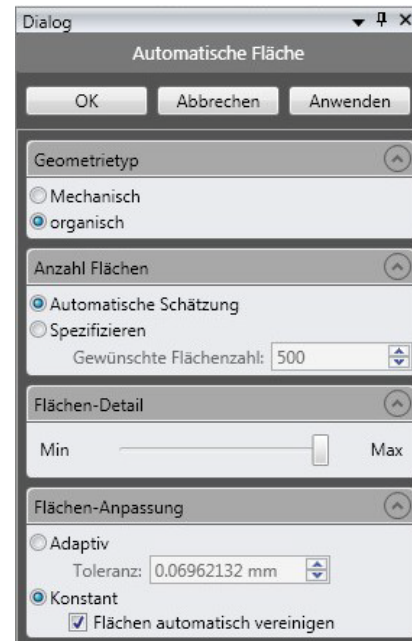 Dialog
Automatische Fläche
OK Abbrechen Anwenden
Geometrietyp
Mechanisch
organisch
Anzahl Flächen
Automatische Schätzung
Spezifizieren
Gewünschte Flächenzahl: 500
Flächen-Detail
Min Max
Flächen-Anpassung
Adaptiv
Toleranz: 0.06962132 mm
Konstant
Flächen automatisch vereinigen